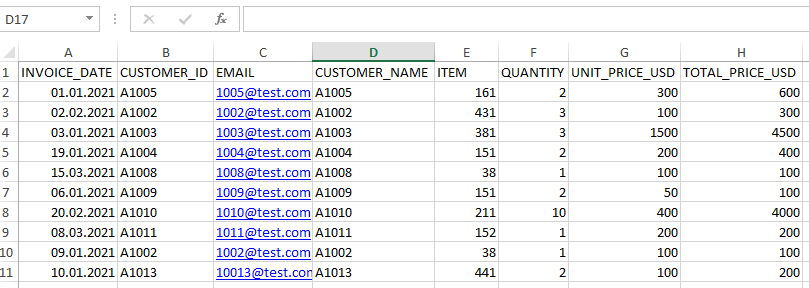 D17 fx
A B C D E F G H
1 INVOICE_DATE CUSTOMER_ID EMAIL CUSTOMER_NAME ITEM QUANTITY UNIT_PRICE_USD TOTAL_PRICE_USD
2 01.01.2021 A1005 1005@test.com A1005 161 2 300 600
3 02.02.2021 A1002 1002@test.com A1002 431 3 100 300
4 03.01.2021 A1003 1003@test.com A1003 381 3 1500 4500
5 19.01.2021 A1004 1004@test.com A1004 151 2 200 400
6 15.03.2021 A1008 1008@test.com A1008 38 1 100 100
7 06.01.2021 A1009 1009@test.com A1009 151 2 50 100
8 20.02.2021 A1010 1010@test.com A1010 211 10 400 4000
9 08.03.2021 A1011 1011@test.com A1011 152 1 200 200
10 09.01.2021 A1002 1002@test.com A1002 38 1 100 100
11 10.01.2021 A1013 10013@test.com A1013 441 2 100 200